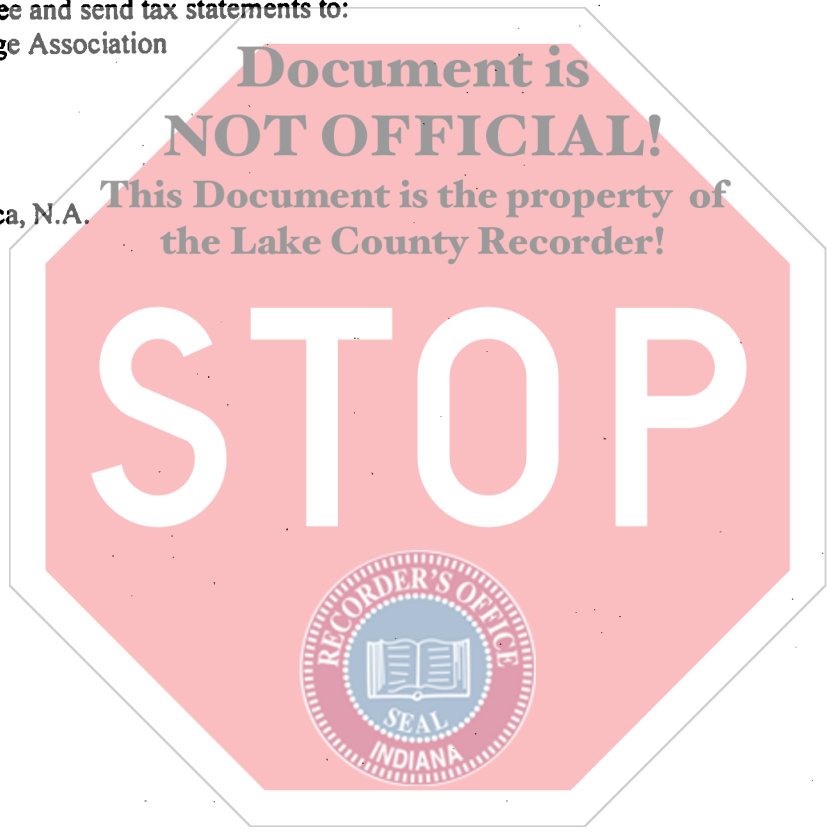 ee and send tax statements to:
ge Association
Document is
NOT OFFICIAL!
This Document is the property of
ca, N.A.
the Lake County Recorder!
STOP
RECORDER'S OFFICE
SEAL
INDIANA